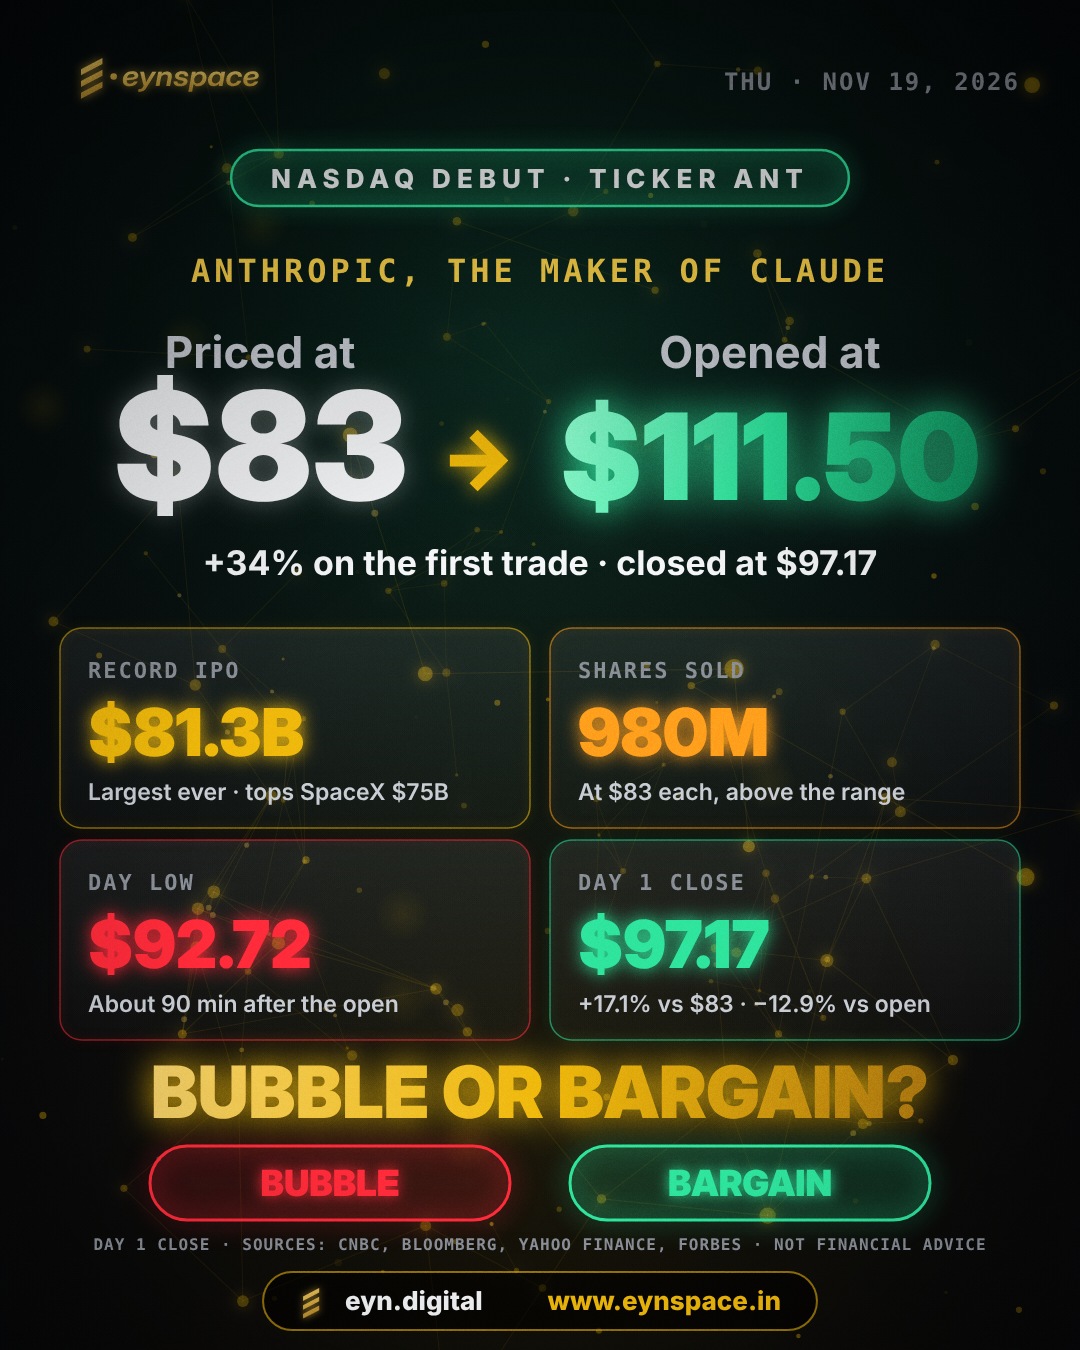 eynspace
THU · NOV 19, 2026
NASDAQ DEBUT · TICKER ANT
ANTHROPIC, THE MAKER OF CLAUDE
Priced at
$83
→
Opened at
$111.50
+34% on the first trade · closed at $97.17
RECORD IPO
$81.3B
Largest ever · tops SpaceX $75B
SHARES SOLD
980M
At $83 each, above the range
DAY LOW
$92.72
About 90 min after the open
DAY 1 CLOSE
$97.17
+17.1% vs $83 · −12.9% vs open
BUBBLE OR BARGAIN?
BUBBLE
BARGAIN
DAY 1 CLOSE · SOURCES: CNBC, BLOOMBERG, YAHOO FINANCE, FORBES · NOT FINANCIAL ADVICE
eyn.digital www.eynspace.in